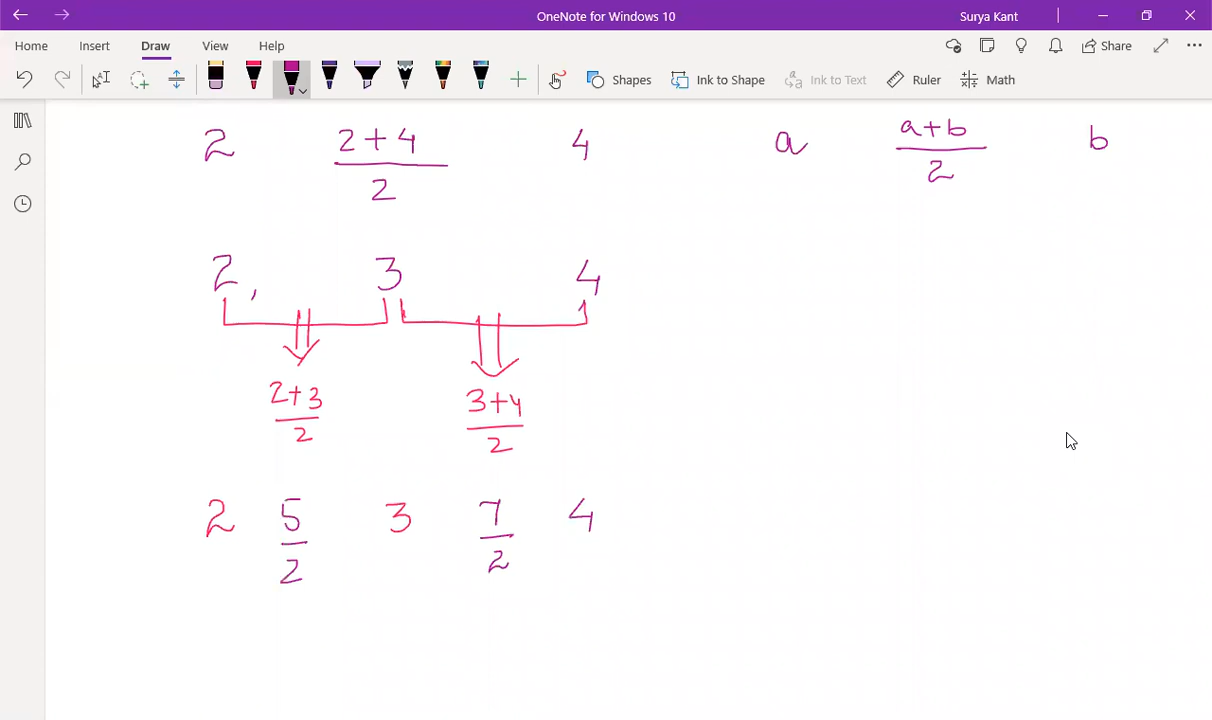 OneNote for Windows 10
Surya Kant
Home Insert Draw View Help
Share
Shapes Ink to Shape Ink to Text Ruler Math
2 2+4 4 a a+b b
2 2
2, 3 4
2+3 3+4
2 2
2 5 3 7 4
2 2